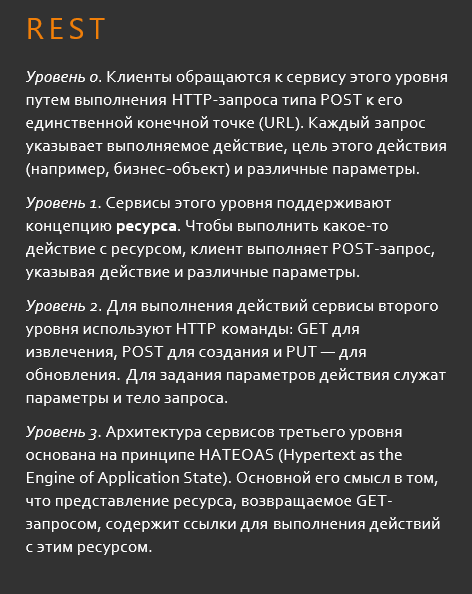 REST
Уровень 0. Клиенты обращаются к сервису этого уровня
путем выполнения HTTP-запроса типа POST к его
единственной конечной точке (URL). Каждый запрос
указывает выполняемое действие, цель этого действия
(например, бизнес-объект) и различные параметры.
Уровень 1. Сервисы этого уровня поддерживают
концепцию ресурса. Чтобы выполнить какое-то
действие с ресурсом, клиент выполняет POST-запрос,
указывая действие и различные параметры.
Уровень 2. Для выполнения действий сервисы второго
уровня используют HTTP команды: GET для
извлечения, POST для создания и PUT — для
обновления. Для задания параметров действия служат
параметры и тело запроса.
Уровень 3. Архитектура сервисов третьего уровня
основана на принципе HATEOAS (Hypertext as the
Engine of Application State). Основной его смысл в том,
что представление ресурса, возвращаемое GET-
запросом, содержит ссылки для выполнения действий
с этим ресурсом.